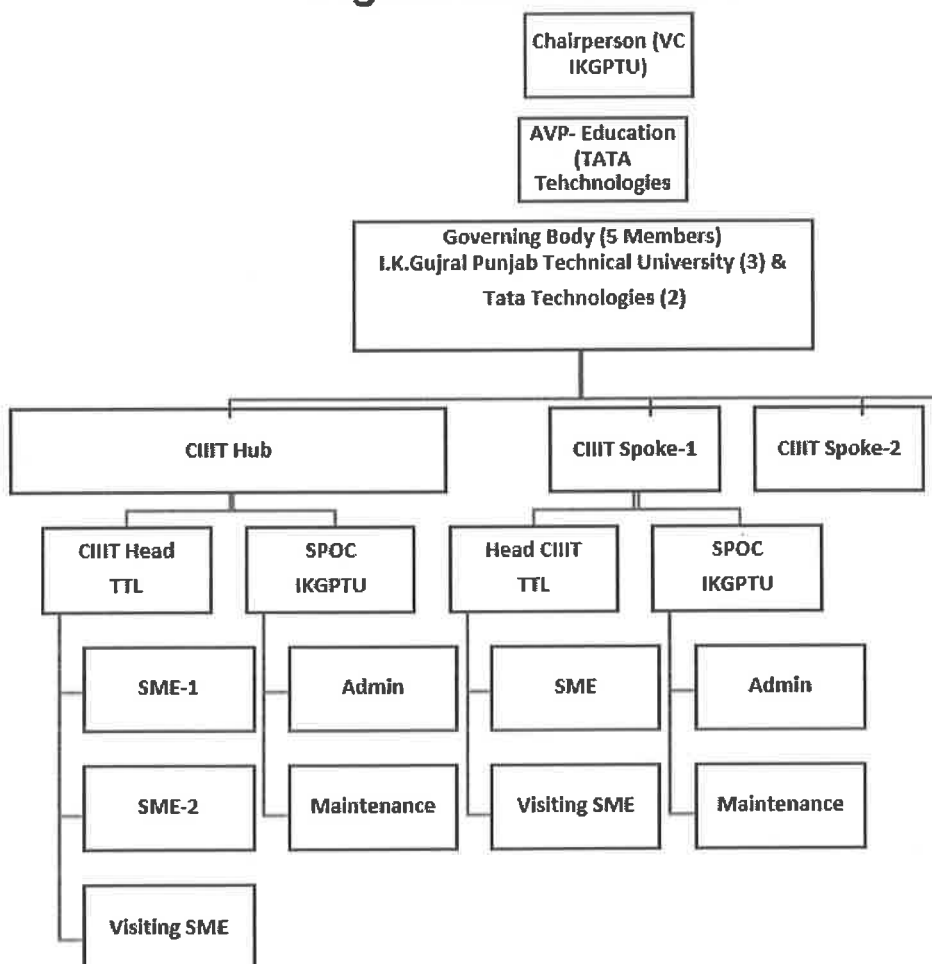 Chairperson (VC
IKGPTU)
AVP- Education
(TATA
Tehchnologies
Governing Body (5 Members)
I.K.Gujral Punjab Technical University (3) &
Tata Technologies (2)
CIIIT Hub
CIIIT Spoke-1
CIIIT Spoke-2
CIIIT Head
TTL
SPOC
IKGPTU
Head CIIIT
TTL
SPOC
IKGPTU
SME-1
Admin
SME
Admin
SME-2
Maintenance
Visiting SME
Maintenance
Visiting SME